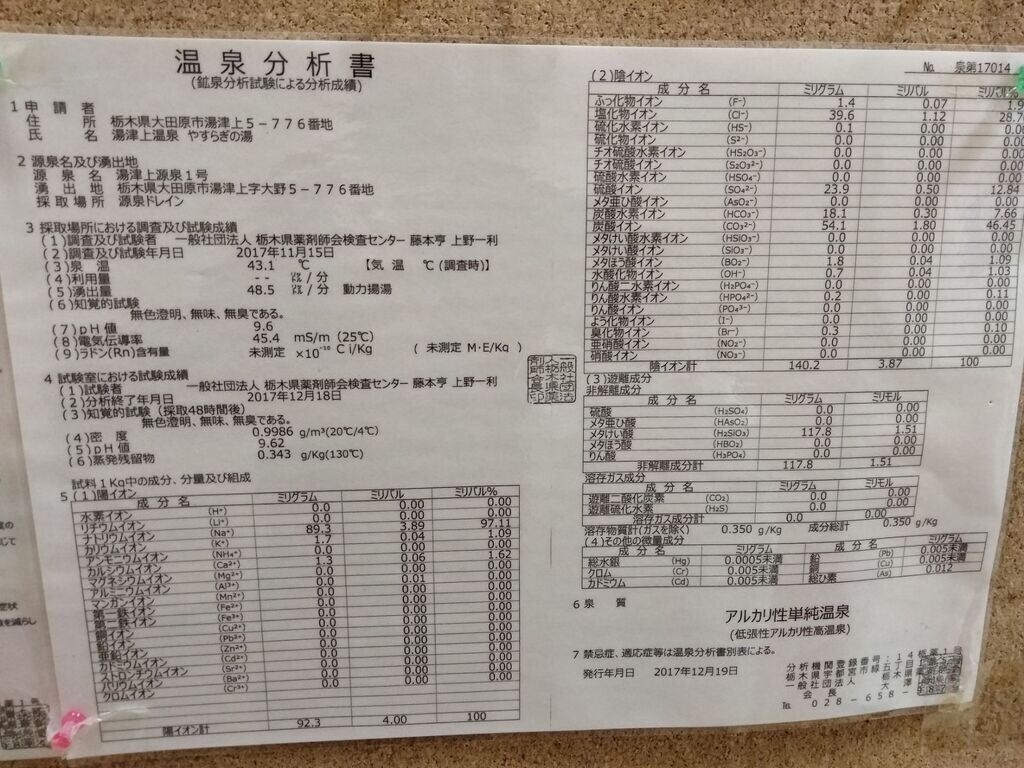 温泉分析書
(鉱泉分析試験による分析成績)
1 申請者
住所 栃木県大田原市湯津上5－776番地
氏名 湯津上温泉 やすらぎの湯
2 源泉名及び湧出地
源泉名 湯津上源泉1号
湧出地 栃木県大田原市湯津上字大野5－776番地
採取場所 源泉ドレイン
3 採取場所における調査及び試験成績
(1)調査及び試験者 一般社団法人 栃木県薬剤師会検査センター 藤本亨 上野一利
(2)調査及び試験年月日 2017年11月15日
(3)泉温 43.1 ℃ 【気温 ℃(調査時)】
(4)利用量 -- ㍑/分
(5)湧出量 48.5 ㍑/分 動力揚湯
(6)知覚的試験
無色澄明、無味、無臭である。
(7)pH値 9.6
(8)電気伝導率 45.4 mS/m (25℃)
(9)ラドン(Rn)含有量 未測定 ×10⁻¹⁰ Ci/Kg (未測定 M・E/Kg)
4 試験室における試験成績
(1)試験者 一般社団法人 栃木県薬剤師会検査センター 藤本亨 上野一利
(2)分析終了年月日 2017年12月18日
(3)知覚的試験 (採取48時間後)
無色澄明、無味、無臭である。
(4)密度 0.9986 g/m³(20℃/4℃)
(5)pH値 9.62
(6)蒸発残留物 0.343 g/Kg(130℃)
試料1Kg中の成分、分量及び組成
5 (1)陽イオン
成分名 ミリグラム ミリバル ミリバル%
水素イオン (H⁺) 0.0 0.00 0.00
リチウムイオン (Li⁺) 0.0 0.00 0.00
ナトリウムイオン (Na⁺) 89.3 3.89 97.11
カリウムイオン (K⁺) 1.7 0.04 1.09
アンモニウムイオン (NH₄⁺) 0.0 0.00 0.00
カルシウムイオン (Ca²⁺) 1.3 0.06 1.62
マグネシウムイオン (Mg²⁺) 0.0 0.00 0.00
アルミニウムイオン (Al³⁺) 0.0 0.01 0.00
マンガンイオン (Mn²⁺) 0.0 0.00 0.00
第一鉄イオン (Fe²⁺) 0.0 0.00 0.00
第二鉄イオン (Fe³⁺) 0.0 0.00 0.00
銅イオン (Cu²⁺) 0.0 0.00 0.00
鉛イオン (Pb²⁺) 0.0 0.00 0.00
亜鉛イオン (Zn²⁺) 0.0 0.00 0.00
カドミウムイオン (Cd²⁺) 0.0 0.00 0.00
ストロンチウムイオン (Sr²⁺) 0.0 0.00 0.00
バリウムイオン (Ba²⁺) 0.0 0.00 0.00
クロムイオン (Cr³⁺) 0.0 0.00 0.00
陽イオン計 92.3 4.00 100
№ 泉第17014
(2)陰イオン
成分名 ミリグラム ミリバル ミリバル%
ふっ化物イオン (F⁻) 1.4 0.07 1.9
塩化物イオン (Cl⁻) 39.6 1.12 28.7
硫化水素イオン (HS⁻) 0.1 0.00 0.0
硫化物イオン (S²⁻) 0.0 0.00 0.00
チオ硫酸水素イオン (HS₂O₃⁻) 0.0 0.00 0.00
チオ硫酸イオン (S₂O₃²⁻) 0.0 0.00 0.00
硫酸水素イオン (HSO₄⁻) 0.0 0.00 0.00
硫酸イオン (SO₄²⁻) 23.9 0.50 12.84
メタ亜ひ酸イオン (AsO₂⁻) 0.0 0.00 0.00
炭酸水素イオン (HCO₃⁻) 18.1 0.30 7.66
炭酸イオン (CO₃²⁻) 54.1 1.80 46.45
メタけい酸水素イオン (HSiO₃⁻) 0.0 0.00 0.00
メタけい酸イオン (SiO₃²⁻) 0.0 0.00 0.00
メタほう酸イオン (BO₂⁻) 1.8 0.04 1.09
水酸化物イオン (OH⁻) 0.7 0.04 1.03
りん酸二水素イオン (H₂PO₄⁻) 0.0 0.00 0.00
りん酸水素イオン (HPO₄²⁻) 0.2 0.00 0.11
りん酸イオン (PO₄³⁻) 0.0 0.00 0.00
よう化物イオン (I⁻) 0.0 0.00 0.00
臭化物イオン (Br⁻) 0.3 0.00 0.10
亜硝酸イオン (NO₂⁻) 0.0 0.00 0.00
硝酸イオン (NO₃⁻) 0.0 0.00 0.00
陰イオン計 140.2 3.87 100
(3)遊離成分
非解離成分
成分名 ミリグラム ミリモル
硫酸 (H₂SO₄) 0.0 0.00
メタ亜ひ酸 (HAsO₂) 0.0 0.00
メタけい酸 (H₂SiO₃) 117.8 1.51
メタほう酸 (HBO₂) 0.0 0.00
りん酸 (H₃PO₄) 0.0 0.00
非解離成分計 117.8 1.51
溶存ガス成分
成分名 ミリグラム ミリモル
遊離二酸化炭素 (CO₂) 0.0 0.00
遊離硫化水素 (H₂S) 0.0 0.00
溶存ガス成分計 0.0 0.00
溶存物質計(ガスを除く) 0.350 g/Kg 成分総計 0.350 g/Kg
(4)その他の微量成分
成分名 ミリグラム 成分名 ミリグラム
総水銀 (Hg) 0.0005未満 鉛 (Pb) 0.005未満
クロム (Cr) 0.005未満 銅 (Cu) 0.005未満
カドミウム (Cd) 0.005未満 総ひ素 (As) 0.012
6 泉質
アルカリ性単純温泉
(低張性アルカリ性高温泉)
7 禁忌症、適応症等は温泉分析書別表による。
発行年月日 2017年12月19日